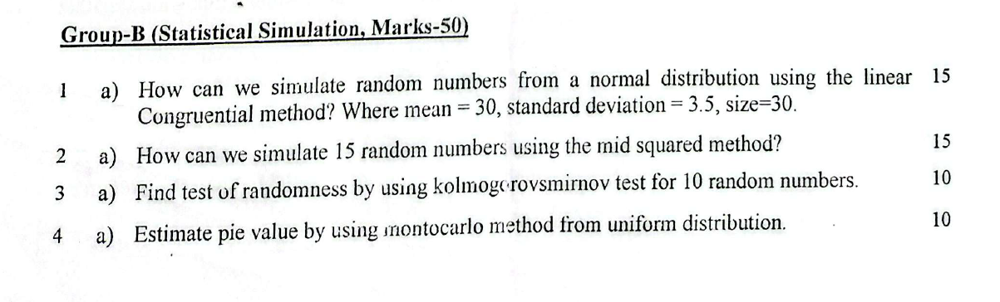 Group-B (Statistical Simulation, Marks-50)
1 a) How can we simulate random numbers from a normal distribution using the linear 15
Congruential method? Where mean = 30, standard deviation = 3.5, size=30.
2 a) How can we simulate 15 random numbers using the mid squared method? 15
3 a) Find test of randomness by using kolmogorovsmirnov test for 10 random numbers. 10
4 a) Estimate pie value by using montocarlo method from uniform distribution. 10